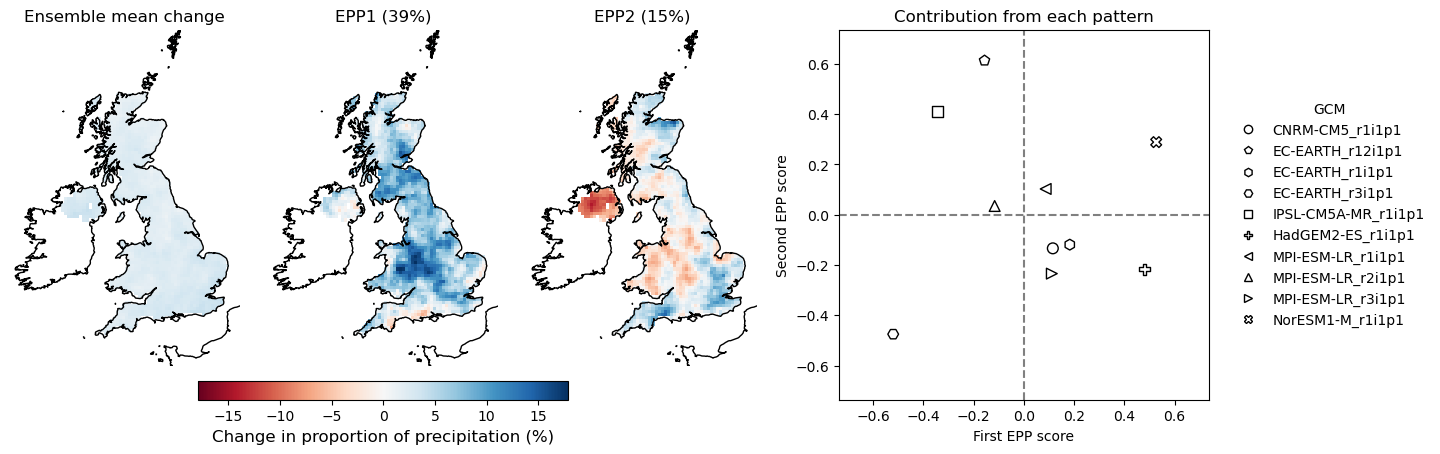 Ensemble mean change
EPP1 (39%)
EPP2 (15%)
−15 −10 −5 0 5 10 15
Change in proportion of precipitation (%)
Contribution from each pattern
Second EPP score
0.6
0.4
0.2
0.0
−0.2
−0.4
−0.6
−0.6 −0.4 −0.2 0.0 0.2 0.4 0.6
First EPP score
GCM
CNRM-CM5_r1i1p1
EC-EARTH_r12i1p1
EC-EARTH_r1i1p1
EC-EARTH_r3i1p1
IPSL-CM5A-MR_r1i1p1
HadGEM2-ES_r1i1p1
MPI-ESM-LR_r1i1p1
MPI-ESM-LR_r2i1p1
MPI-ESM-LR_r3i1p1
NorESM1-M_r1i1p1